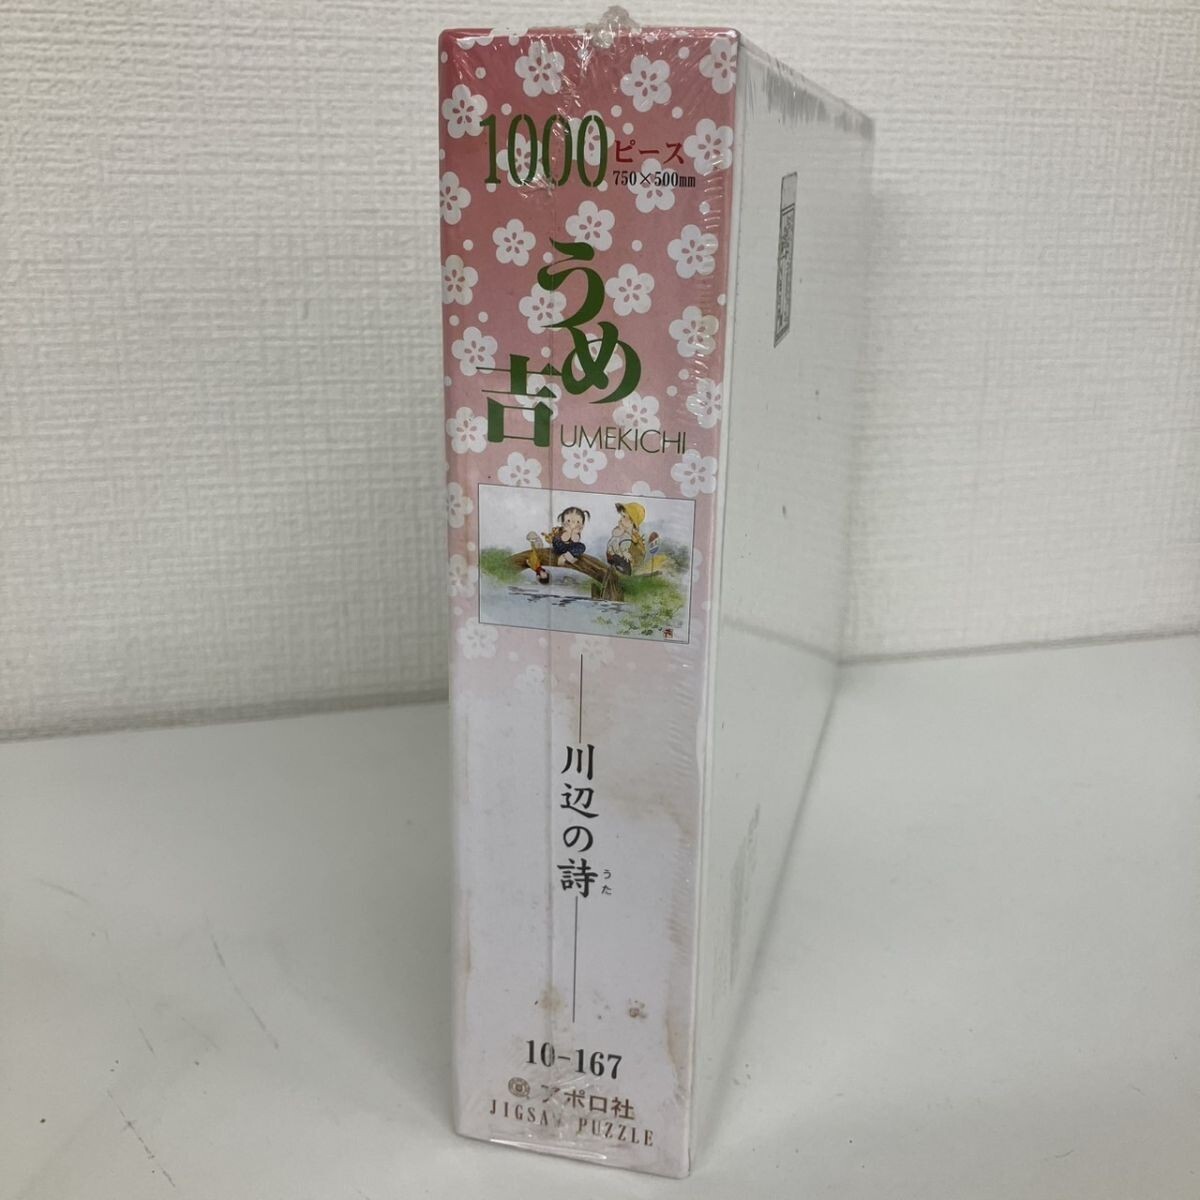 1000ピース
750×500mm
うめ吉
UMEKICHI
川辺の詩
うた
10-167
アポロ社
JIGSAW PUZZLE